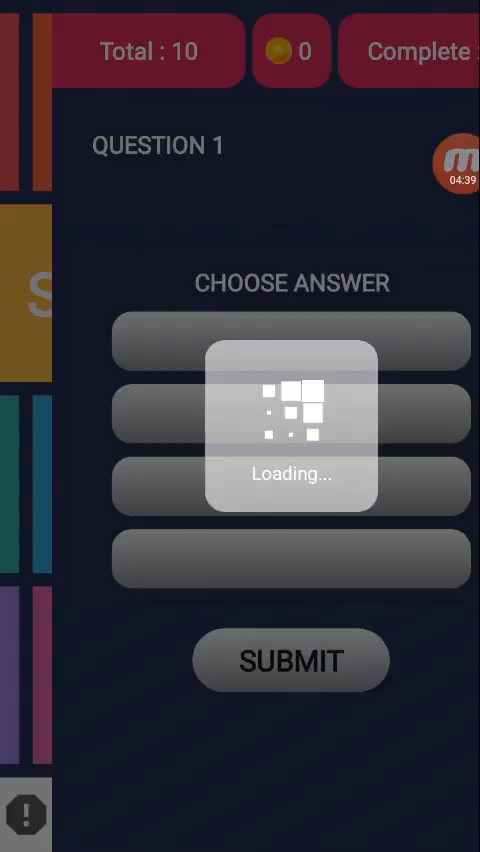 Total : 10
0
Complete :
QUESTION 1
m
04:39
S
CHOOSE ANSWER
Loading...
SUBMIT